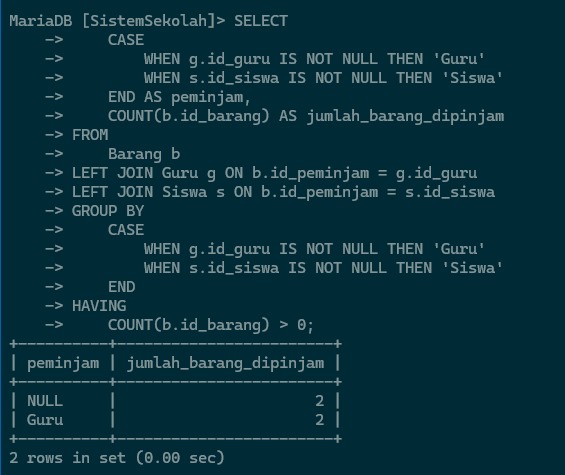 MariaDB [SistemSekolah]> SELECT
    ->     CASE
    ->         WHEN g.id_guru IS NOT NULL THEN 'Guru'
    ->         WHEN s.id_siswa IS NOT NULL THEN 'Siswa'
    ->     END AS peminjam,
    ->     COUNT(b.id_barang) AS jumlah_barang_dipinjam
    -> FROM
    ->     Barang b
    -> LEFT JOIN Guru g ON b.id_peminjam = g.id_guru
    -> LEFT JOIN Siswa s ON b.id_peminjam = s.id_siswa
    -> GROUP BY
    ->     CASE
    ->         WHEN g.id_guru IS NOT NULL THEN 'Guru'
    ->         WHEN s.id_siswa IS NOT NULL THEN 'Siswa'
    ->     END
    -> HAVING
    ->     COUNT(b.id_barang) > 0;
+----------+------------------------+
| peminjam | jumlah_barang_dipinjam |
+----------+------------------------+
| NULL     |                      2 |
| Guru     |                      2 |
+----------+------------------------+
2 rows in set (0.00 sec)